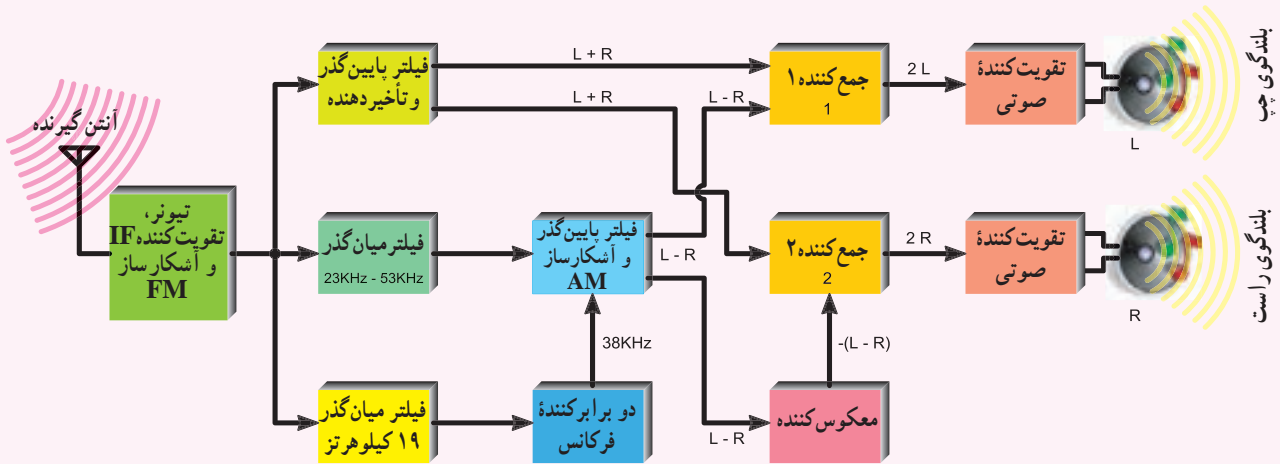 آنتن گیرنده
تیونر،
تقویت‌کننده IF
و آشکارساز
FM
فیلتر پایین‌گذر
و تأخیردهنده
L + R
L + R
L - R
جمع‌کننده ۱
1
2 L
تقویت‌کنندهٔ
صوتی
L
بلندگوی چپ
فیلتر میان‌گذر
23KHz - 53KHz
فیلتر پایین‌گذر
و آشکارساز
AM
L - R
جمع‌کننده ۲
2
2 R
تقویت‌کنندهٔ
صوتی
R
بلندگوی راست
38KHz
-(L - R)
فیلتر میان‌گذر
۱۹ کیلوهرتز
دو برابرکنندهٔ
فرکانس
L - R
معکوس‌کننده